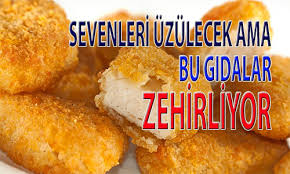 SEVENLERİ ÜZÜLECEK AMA
BU GIDALAR
ZEHİRLİYOR